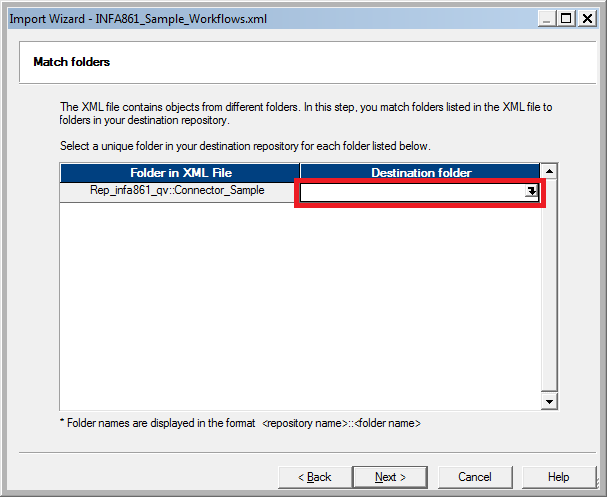 Import Wizard - INFA861_Sample_Workflows.xml
Match folders
The XML file contains objects from different folders. In this step, you match folders listed in the XML file to
folders in your destination repository.
Select a unique folder in your destination repository for each folder listed below.
Folder in XML File Destination folder
Rep_infa861_qv::Connector_Sample
* Folder names are displayed in the format <repository name>::<folder name>
< Back Next > Cancel Help